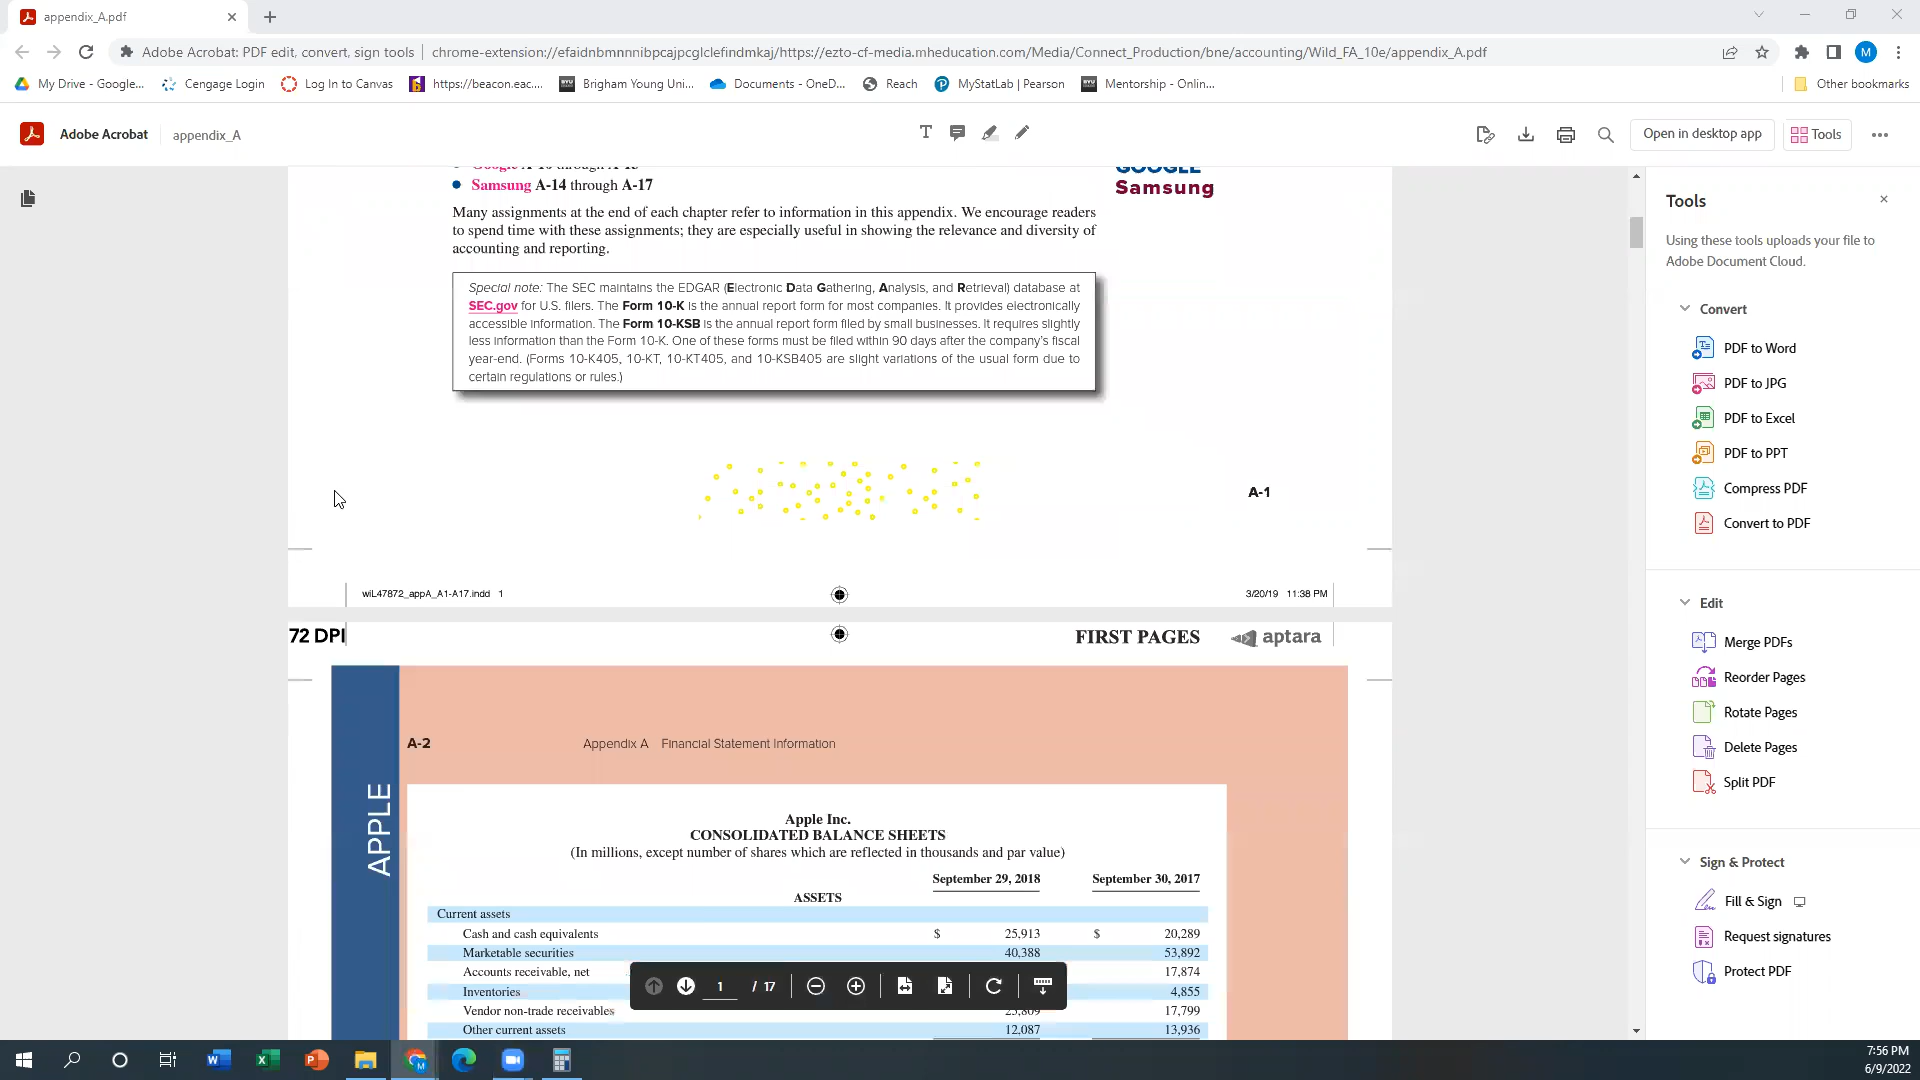 appendix_A.pdf
Adobe Acrobat: PDF edit, convert, sign tools | chrome-extension://efaidnbmnnnibpcajpcglclefindmkaj/https://ezto-cf-media.mheducation.com/Media/Connect_Production/bne/accounting/Wild_FA_10e/appendix_A.pdf
M
My Drive - Google... Cengage Login Log In to Canvas https://beacon.eac.... Brigham Young Uni... Documents - OneD... Reach MyStatLab | Pearson Mentorship - Onlin... Other bookmarks
Adobe Acrobat appendix_A Open in desktop app Tools
GOOGLE
• Samsung A-14 through A-17
Samsung
Many assignments at the end of each chapter refer to information in this appendix. We encourage readers
to spend time with these assignments; they are especially useful in showing the relevance and diversity of
accounting and reporting.
Special note: The SEC maintains the EDGAR (Electronic Data Gathering, Analysis, and Retrieval) database at
SEC.gov for U.S. filers. The Form 10-K is the annual report form for most companies. It provides electronically
accessible information. The Form 10-KSB is the annual report form filed by small businesses. It requires slightly
less information than the Form 10-K. One of these forms must be filed within 90 days after the company's fiscal
year-end. (Forms 10-K405, 10-KT, 10-KT405, and 10-KSB405 are slight variations of the usual form due to
certain regulations or rules.)
A-1
wiL47872_appA_A1-A17.indd 1 3/20/19 11:38 PM
72 DPI FIRST PAGES aptara
A-2 Appendix A Financial Statement Information
APPLE
Apple Inc.
CONSOLIDATED BALANCE SHEETS
(In millions, except number of shares which are reflected in thousands and par value)
September 29, 2018 September 30, 2017
ASSETS
Current assets
Cash and cash equivalents $ 25,913 $ 20,289
Marketable securities 40,388 53,892
Accounts receivable, net 17,874
Inventories 4,855
Vendor non-trade receivables 25,809 17,799
Other current assets 12,087 13,936
1 / 17
Tools
Using these tools uploads your file to
Adobe Document Cloud.
Convert
PDF to Word
PDF to JPG
PDF to Excel
PDF to PPT
Compress PDF
Convert to PDF
Edit
Merge PDFs
Reorder Pages
Rotate Pages
Delete Pages
Split PDF
Sign & Protect
Fill & Sign
Request signatures
Protect PDF
7:56 PM
6/9/2022